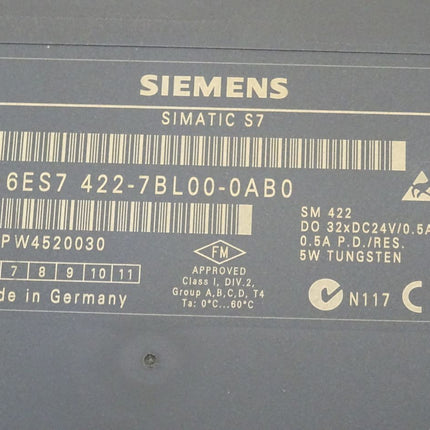 SIEMENS
SIMATIC S7
6ES7 422-7BL00-0AB0
SM 422
DO 32xDC24V/0.5A
0.5A P.D./RES.
5W TUNGSTEN
PW4520030
FM
APPROVED
Class I, DIV.2,
Group A,B,C,D, T4
Ta: 0°C...60°C
7 8 9 10 11
de in Germany
N117